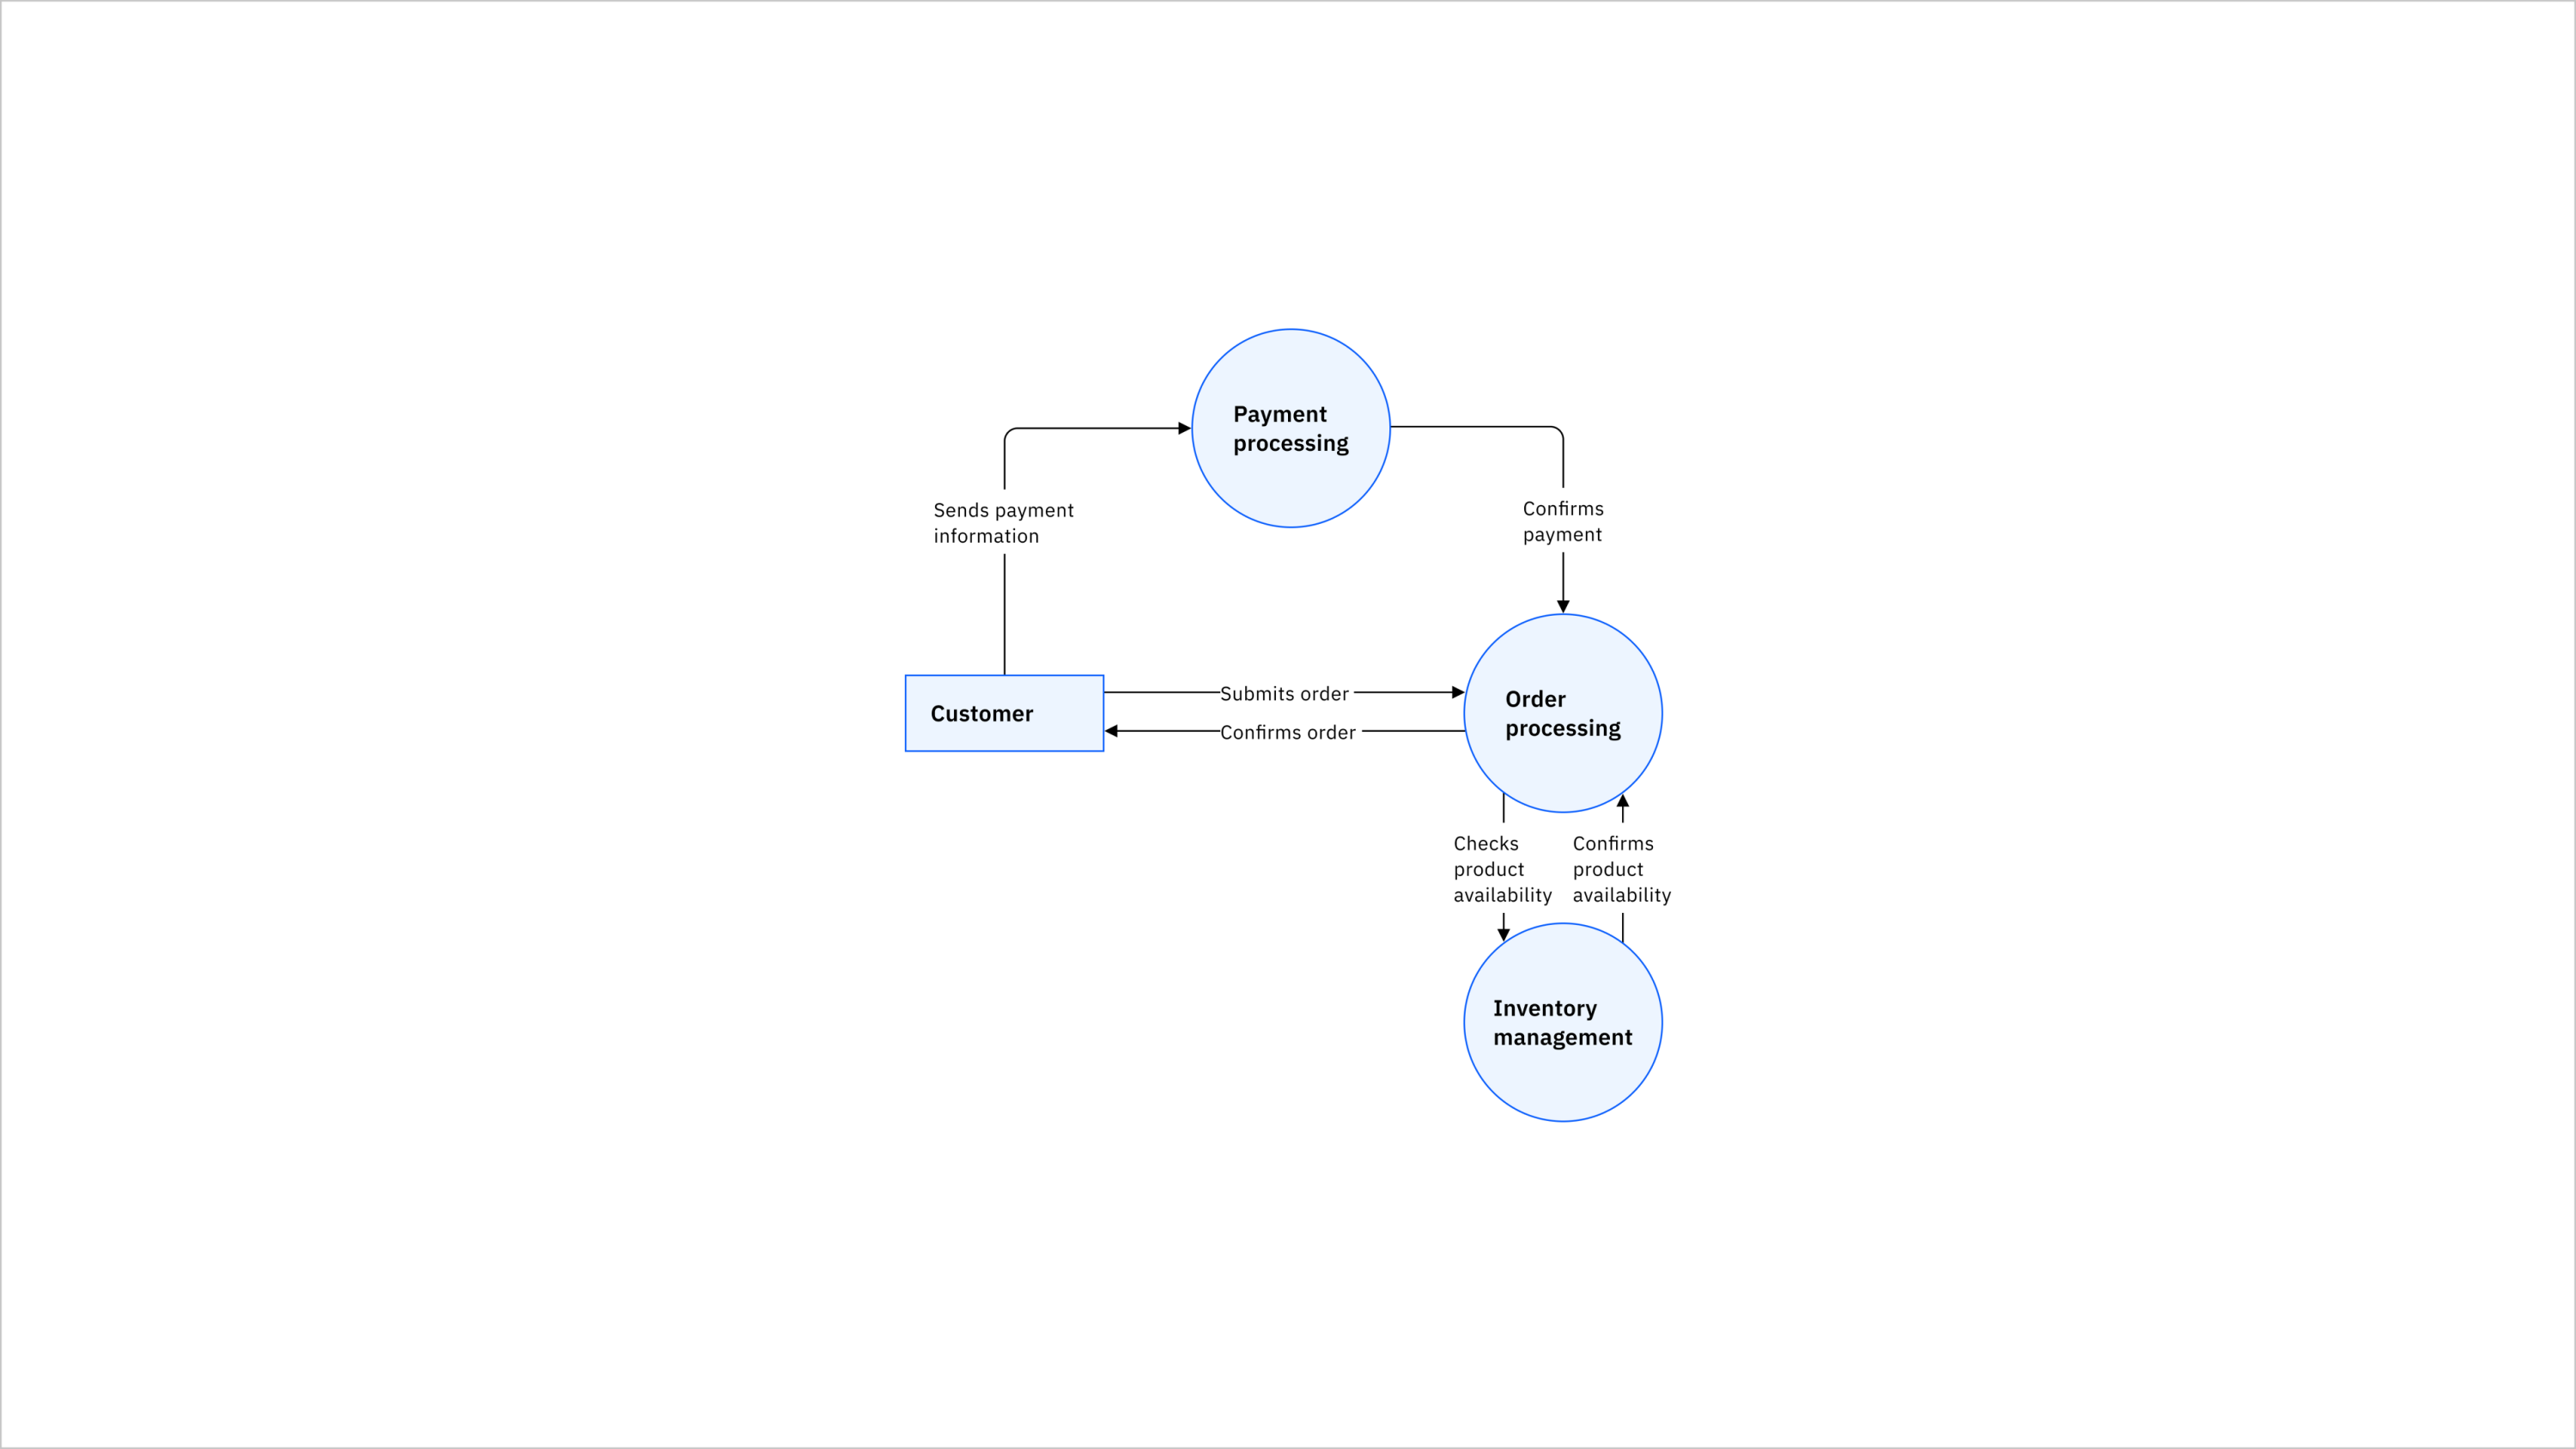 Payment
processing
Sends payment
information
Confirms
payment
Customer
Submits order
Confirms order
Order
processing
Checks
product
availability
Confirms
product
availability
Inventory
management